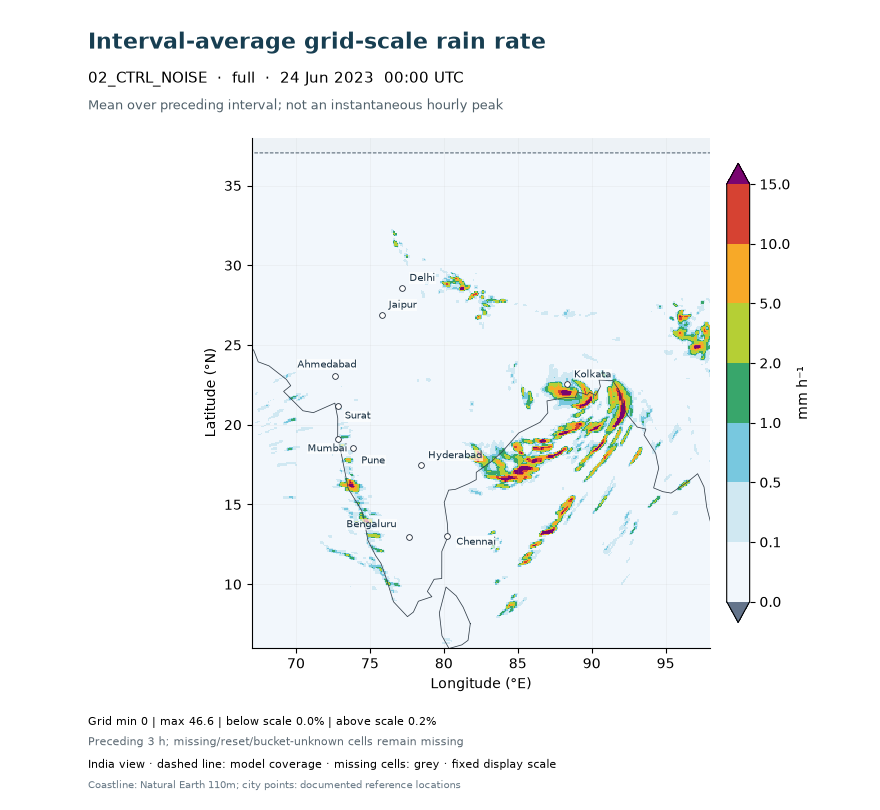 Interval-average grid-scale rain rate
02_CTRL_NOISE · full · 24 Jun 2023 00:00 UTC
Mean over preceding interval; not an instantaneous hourly peak
35
30
25
20
15
10
Latitude (°N)
70
75
80
85
90
95
Longitude (°E)
Delhi
Jaipur
Ahmedabad
Kolkata
Surat
Mumbai
Pune
Hyderabad
Bengaluru
Chennai
15.0
10.0
5.0
2.0
1.0
0.5
0.1
0.0
mm h⁻¹
Grid min 0 | max 46.6 | below scale 0.0% | above scale 0.2%
Preceding 3 h; missing/reset/bucket-unknown cells remain missing
India view · dashed line: model coverage · missing cells: grey · fixed display scale
Coastline: Natural Earth 110m; city points: documented reference locations